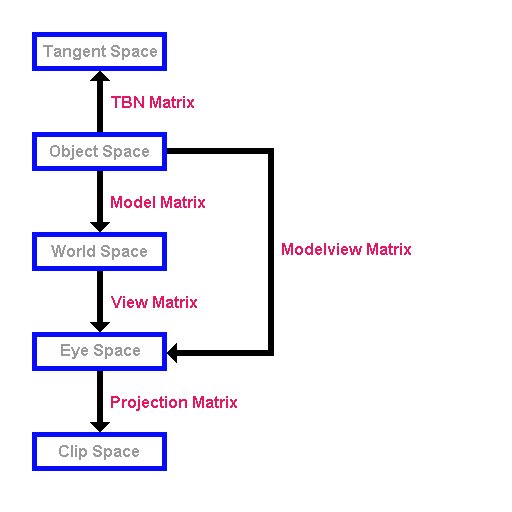 Tangent Space
TBN Matrix
Object Space
Model Matrix
World Space
Modelview Matrix
View Matrix
Eye Space
Projection Matrix
Clip Space